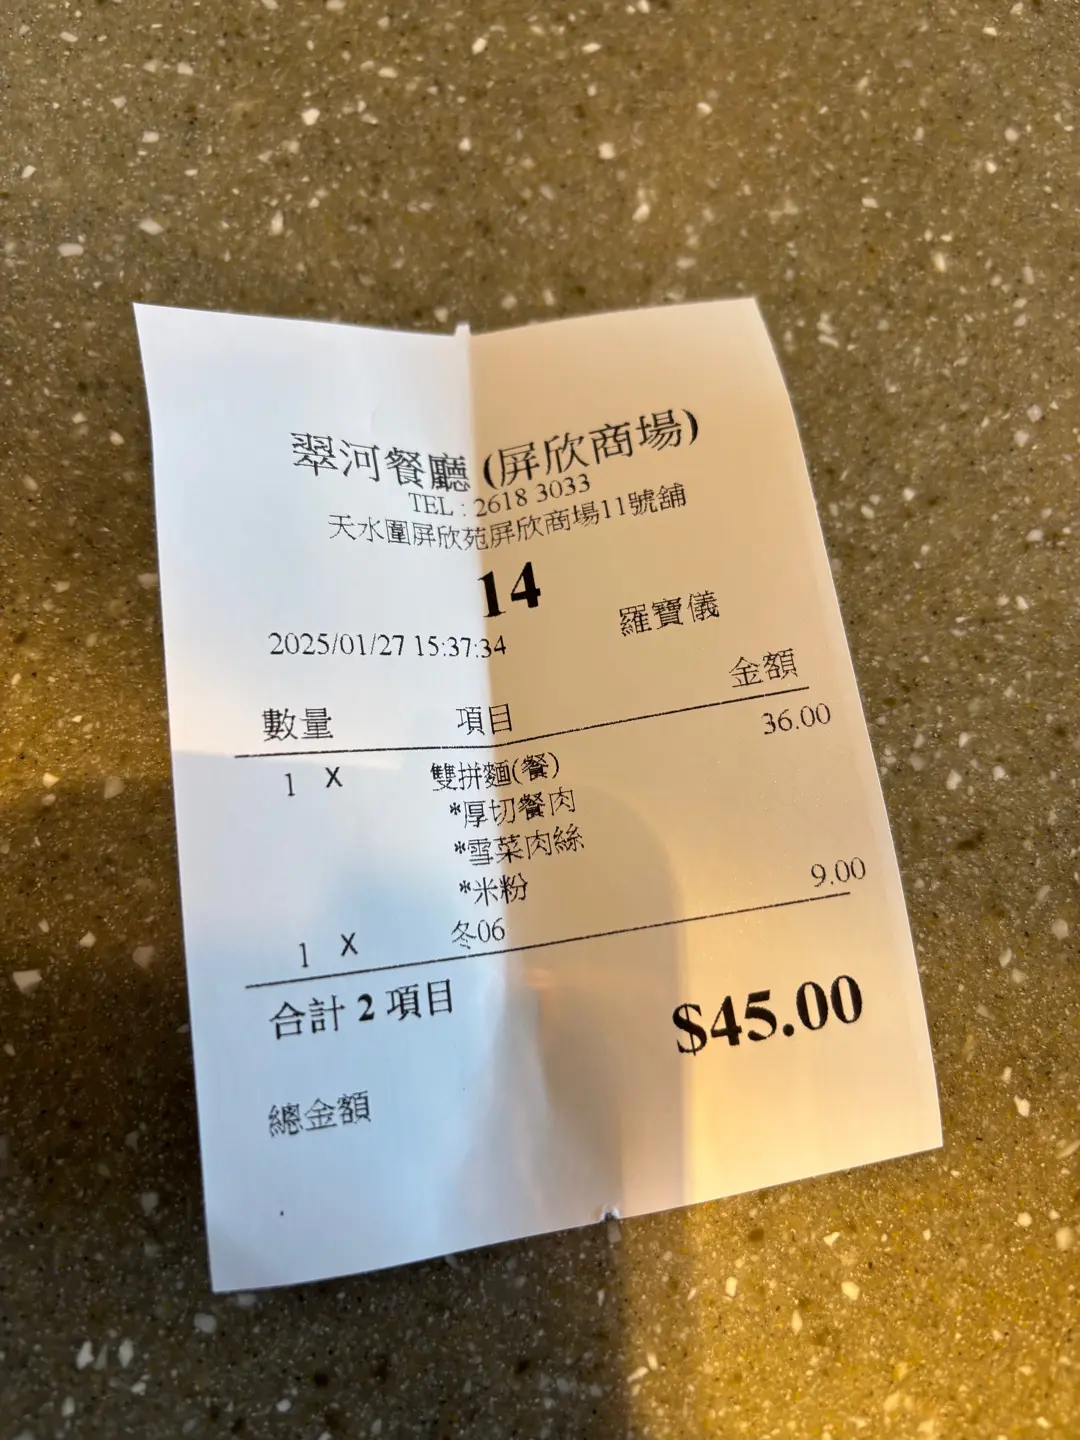 翠河餐廳 (屏欣商場)
TEL : 2618 3033
天水圍屏欣苑屏欣商場11號舖
14
2025/01/27 15:37:34 羅寶儀
數量 項目 金額
1 X 雙拼麵(餐) 36.00
*厚切餐肉
*雪菜肉絲
*米粉
1 X 冬06 9.00
合計 2 項目 $45.00
總金額